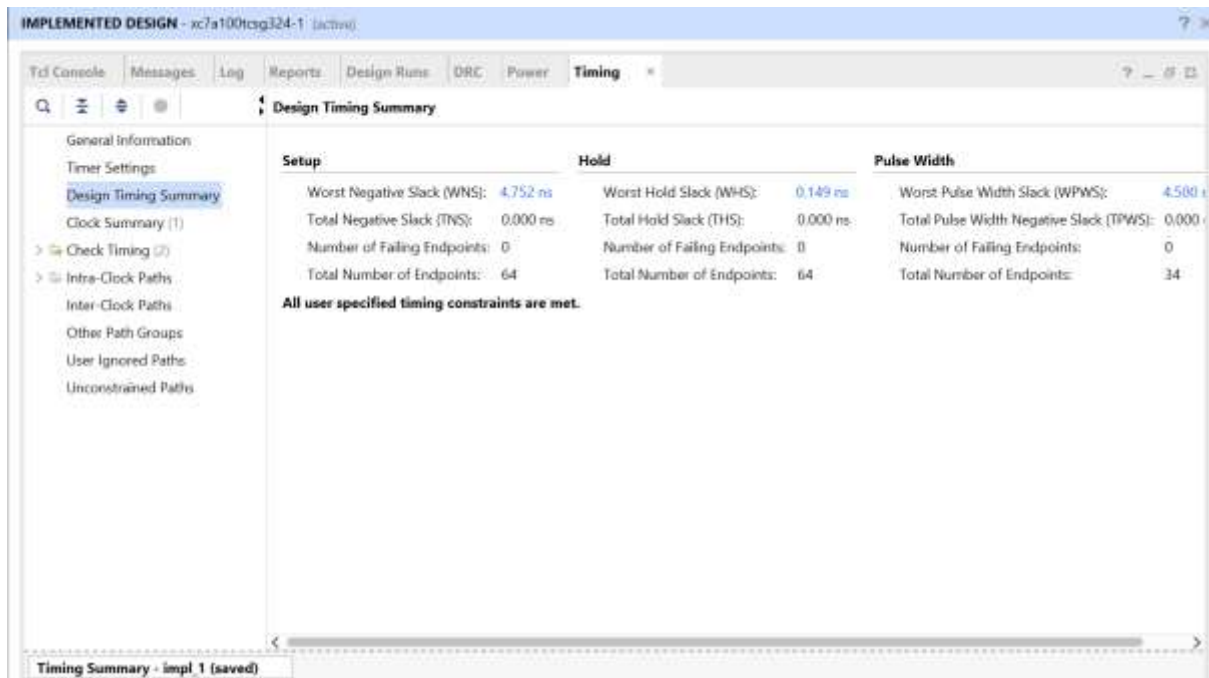 IMPLEMENTED DESIGN - xc7a100tcsg324-1 (active)
Tcl Console Messages Log Reports Design Runs DRC Power Timing
Design Timing Summary
General Information
Timer Settings
Design Timing Summary
Clock Summary (1)
Check Timing (2)
Intra-Clock Paths
Inter-Clock Paths
Other Path Groups
User Ignored Paths
Unconstrained Paths
Setup Hold Pulse Width
Worst Negative Slack (WNS): 4.752 ns Worst Hold Slack (WHS): 0.149 ns Worst Pulse Width Slack (WPWS): 4.500
Total Negative Slack (TNS): 0.000 ns Total Hold Slack (THS): 0.000 ns Total Pulse Width Negative Slack (TPWS): 0.000
Number of Failing Endpoints: 0 Number of Failing Endpoints: 0 Number of Failing Endpoints: 0
Total Number of Endpoints: 64 Total Number of Endpoints: 64 Total Number of Endpoints: 34
All user specified timing constraints are met.
Timing Summary - impl_1 (saved)